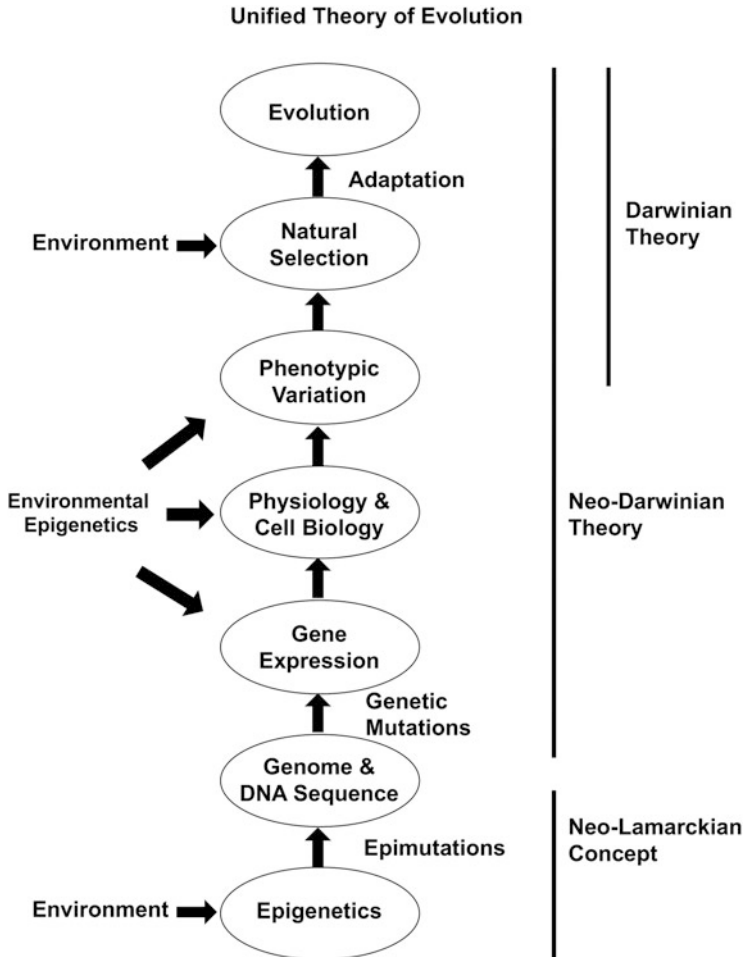 Unified Theory of Evolution
Evolution
Adaptation
Environment
Natural
Selection
Darwinian
Theory
Phenotypic
Variation
Environmental
Epigenetics
Physiology &
Cell Biology
Neo-Darwinian
Theory
Gene
Expression
Genetic
Mutations
Genome &
DNA Sequence
Epimutations
Neo-Lamarckian
Concept
Environment
Epigenetics